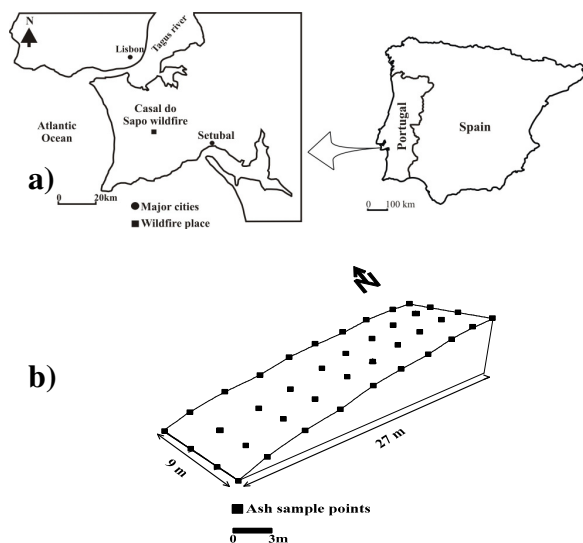 N
Lisbon
Tagus river
Casal do
Sapo wildfire
Atlantic
Ocean
Setubal
a)
0 20km
Major cities
Wildfire place
Portugal
Spain
0 100 km
N
b)
9 m
27 m
Ash sample points
0 3m